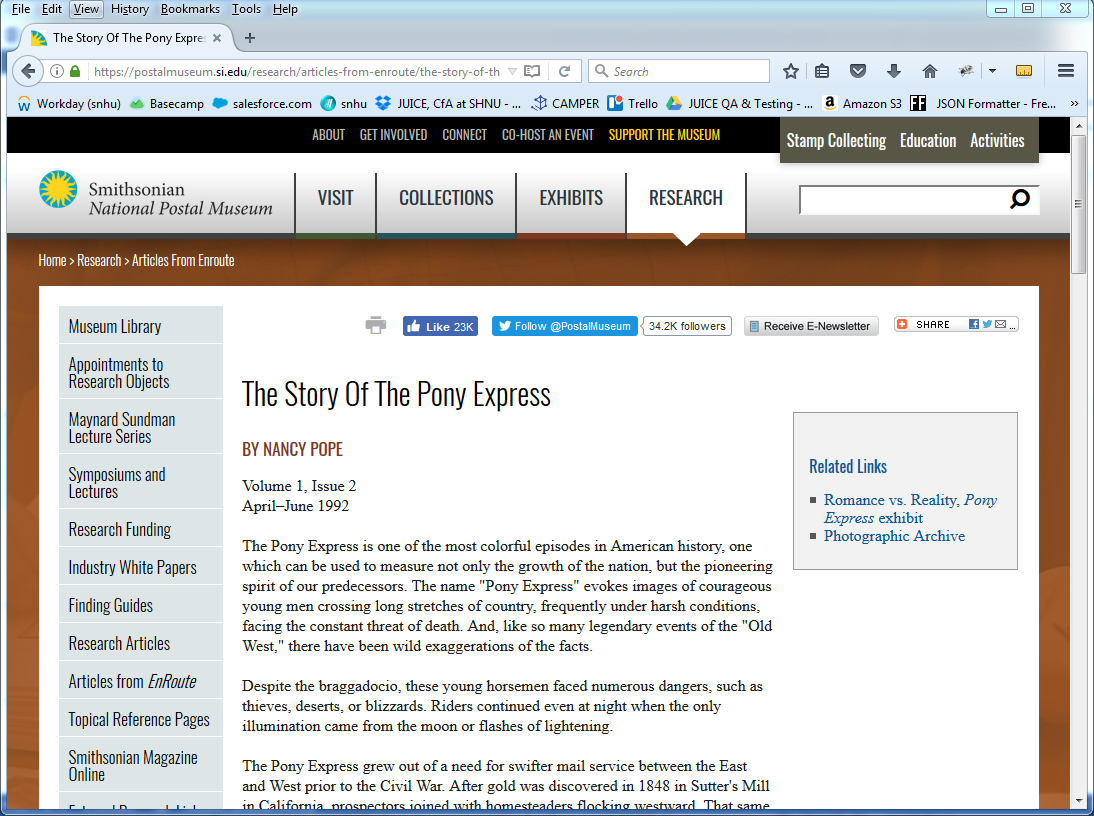 File Edit View History Bookmarks Tools Help
The Story Of The Pony Expre
https://postalmuseum.si.edu/research/articles-from-enroute/the-story-of-th
Search
Workday (snhu) Basecamp salesforce.com snhu JUICE, CfA at SHNU - ... CAMPER Trello JUICE QA & Testing - ... Amazon S3 JSON Formatter - Fre... »
ABOUT GET INVOLVED CONNECT CO-HOST AN EVENT SUPPORT THE MUSEUM
Stamp Collecting Education Activities
Smithsonian
National Postal Museum
VISIT COLLECTIONS EXHIBITS RESEARCH
Home > Research > Articles From Enroute
Museum Library
Appointments to
Research Objects
Maynard Sundman
Lecture Series
Symposiums and
Lectures
Research Funding
Industry White Papers
Finding Guides
Research Articles
Articles from EnRoute
Topical Reference Pages
Smithsonian Magazine
Online
Like 23K Follow @PostalMuseum 34.2K followers Receive E-Newsletter SHARE ...
The Story Of The Pony Express
BY NANCY POPE
Volume 1, Issue 2
April–June 1992
The Pony Express is one of the most colorful episodes in American history, one
which can be used to measure not only the growth of the nation, but the pioneering
spirit of our predecessors. The name "Pony Express" evokes images of courageous
young men crossing long stretches of country, frequently under harsh conditions,
facing the constant threat of death. And, like so many legendary events of the "Old
West," there have been wild exaggerations of the facts.
Despite the braggadocio, these young horsemen faced numerous dangers, such as
thieves, deserts, or blizzards. Riders continued even at night when the only
illumination came from the moon or flashes of lightening.
The Pony Express grew out of a need for swifter mail service between the East
and West prior to the Civil War. After gold was discovered in 1848 in Sutter's Mill
in California, prospectors joined with homesteaders flocking westward. That same
Related Links
Romance vs. Reality, Pony
Express exhibit
Photographic Archive